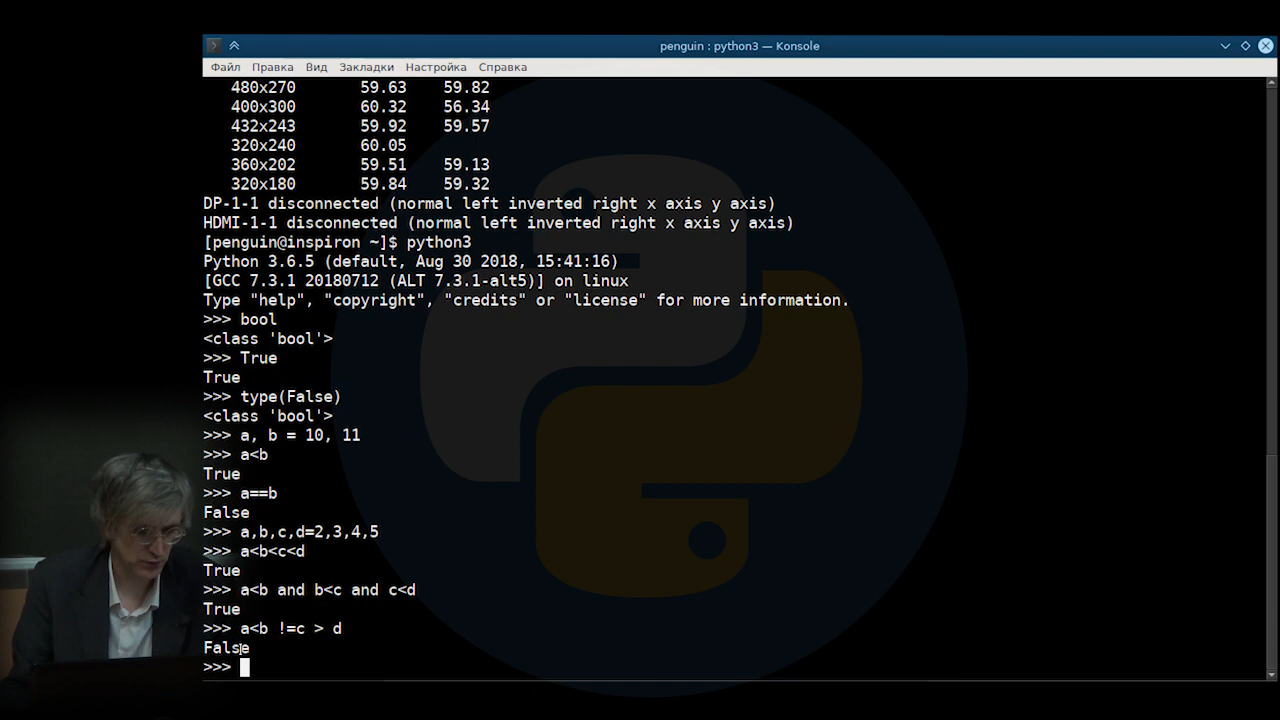 penguin : python3 — Konsole
Файл Правка Вид Закладки Настройка Справка
480x270 59.63 59.82
400x300 60.32 56.34
432x243 59.92 59.57
320x240 60.05
360x202 59.51 59.13
320x180 59.84 59.32
DP-1-1 disconnected (normal left inverted right x axis y axis)
HDMI-1-1 disconnected (normal left inverted right x axis y axis)
[penguin@inspiron ~]$ python3
Python 3.6.5 (default, Aug 30 2018, 15:41:16)
[GCC 7.3.1 20180712 (ALT 7.3.1-alt5)] on linux
Type "help", "copyright", "credits" or "license" for more information.
>>> bool
<class 'bool'>
>>> True
True
>>> type(False)
<class 'bool'>
>>> a, b = 10, 11
>>> a<b
True
>>> a==b
False
>>> a,b,c,d=2,3,4,5
>>> a<b<c<d
True
>>> a<b and b<c and c<d
True
>>> a<b !=c > d
False
>>>